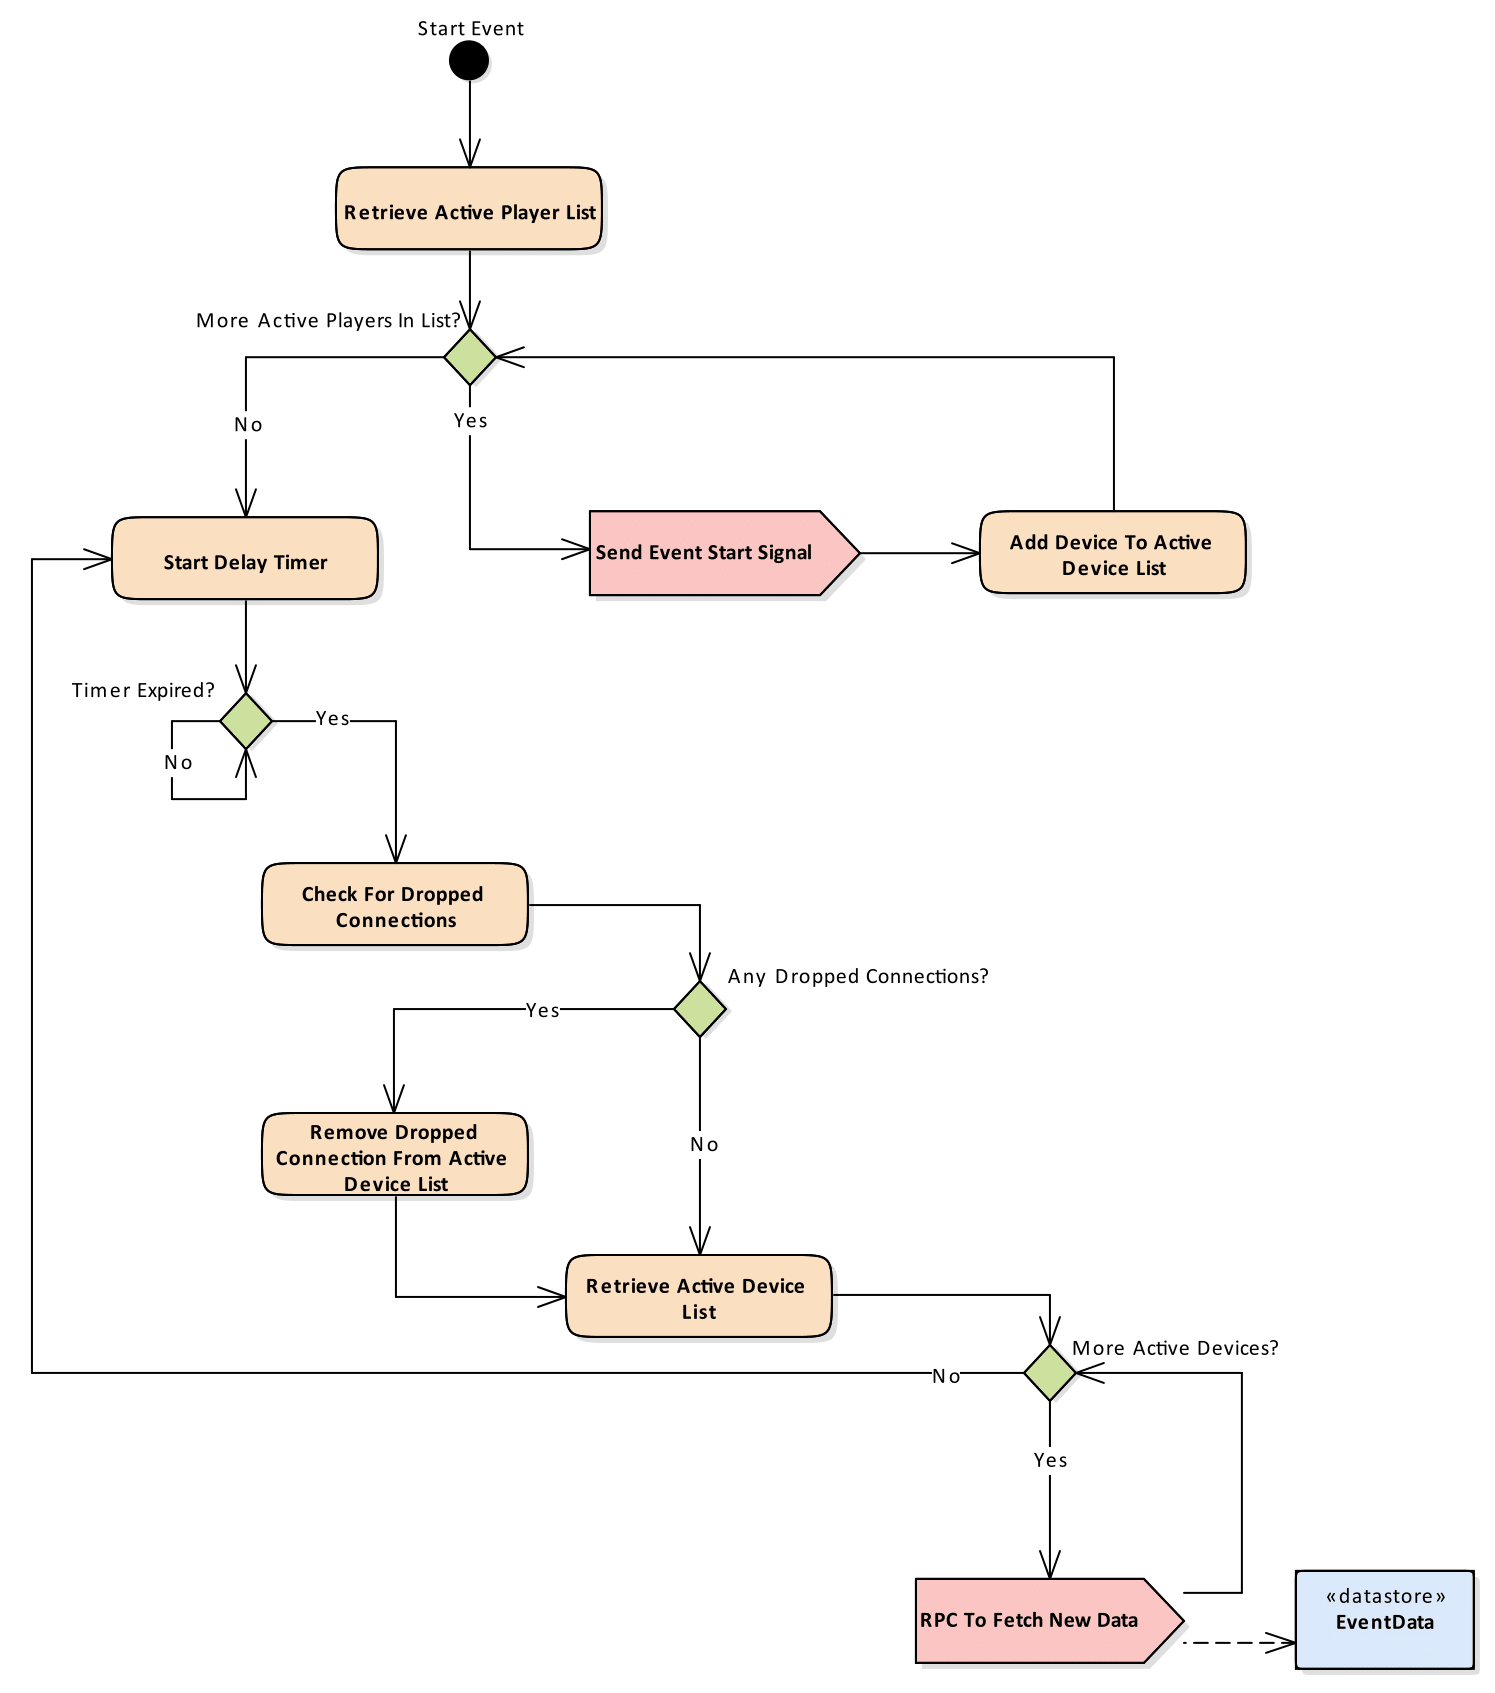 Start Event
Retrieve Active Player List
More Active Players In List?
No
Yes
Start Delay Timer
Send Event Start Signal
Add Device To Active
Device List
Timer Expired?
Yes
No
Check For Dropped
Connections
Any Dropped Connections?
Yes
Remove Dropped
Connection From Active
Device List
No
Retrieve Active Device
List
More Active Devices?
No
Yes
RPC To Fetch New Data
«datastore»
EventData